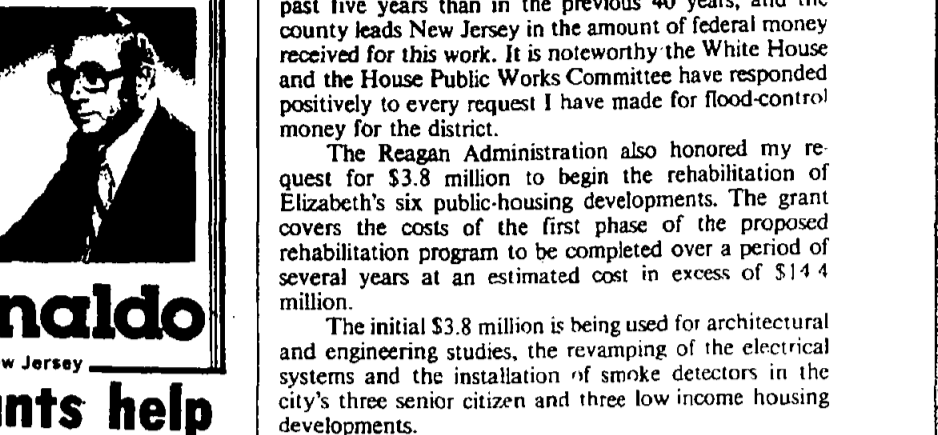 naldo
w Jersey
nts help
past five years than in the previous 40 years, and the
county leads New Jersey in the amount of federal money
received for this work. It is noteworthy the White House
and the House Public Works Committee have responded
positively to every request I have made for flood-control
money for the district.
The Reagan Administration also honored my re-
quest for $3.8 million to begin the rehabilitation of
Elizabeth's six public-housing developments. The grant
covers the costs of the first phase of the proposed
rehabilitation program to be completed over a period of
several years at an estimated cost in excess of $14 4
million.
The initial $3.8 million is being used for architectural
and engineering studies, the revamping of the electrical
systems and the installation of smoke detectors in the
city's three senior citizen and three low income housing
developments.